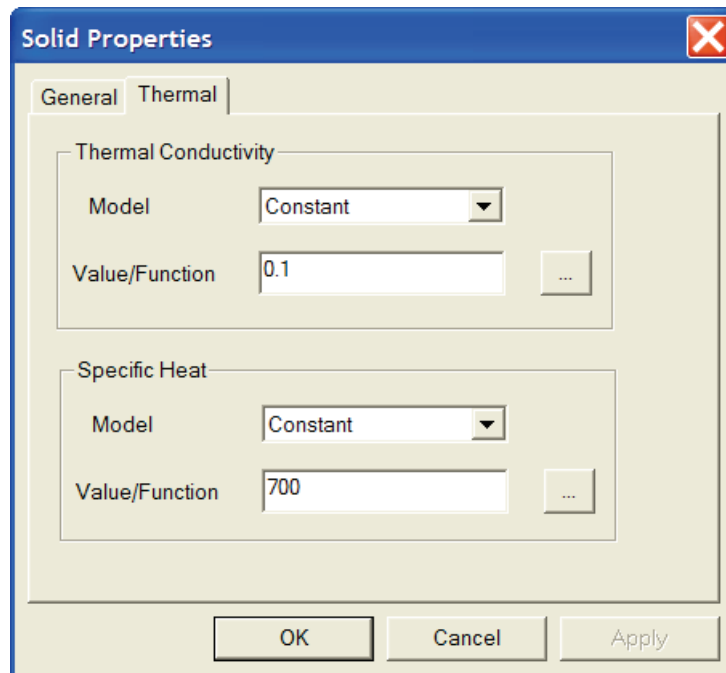 Solid Properties
General Thermal
Thermal Conductivity
Model Constant
Value/Function 0.1 ...
Specific Heat
Model Constant
Value/Function 700 ...
OK Cancel Apply